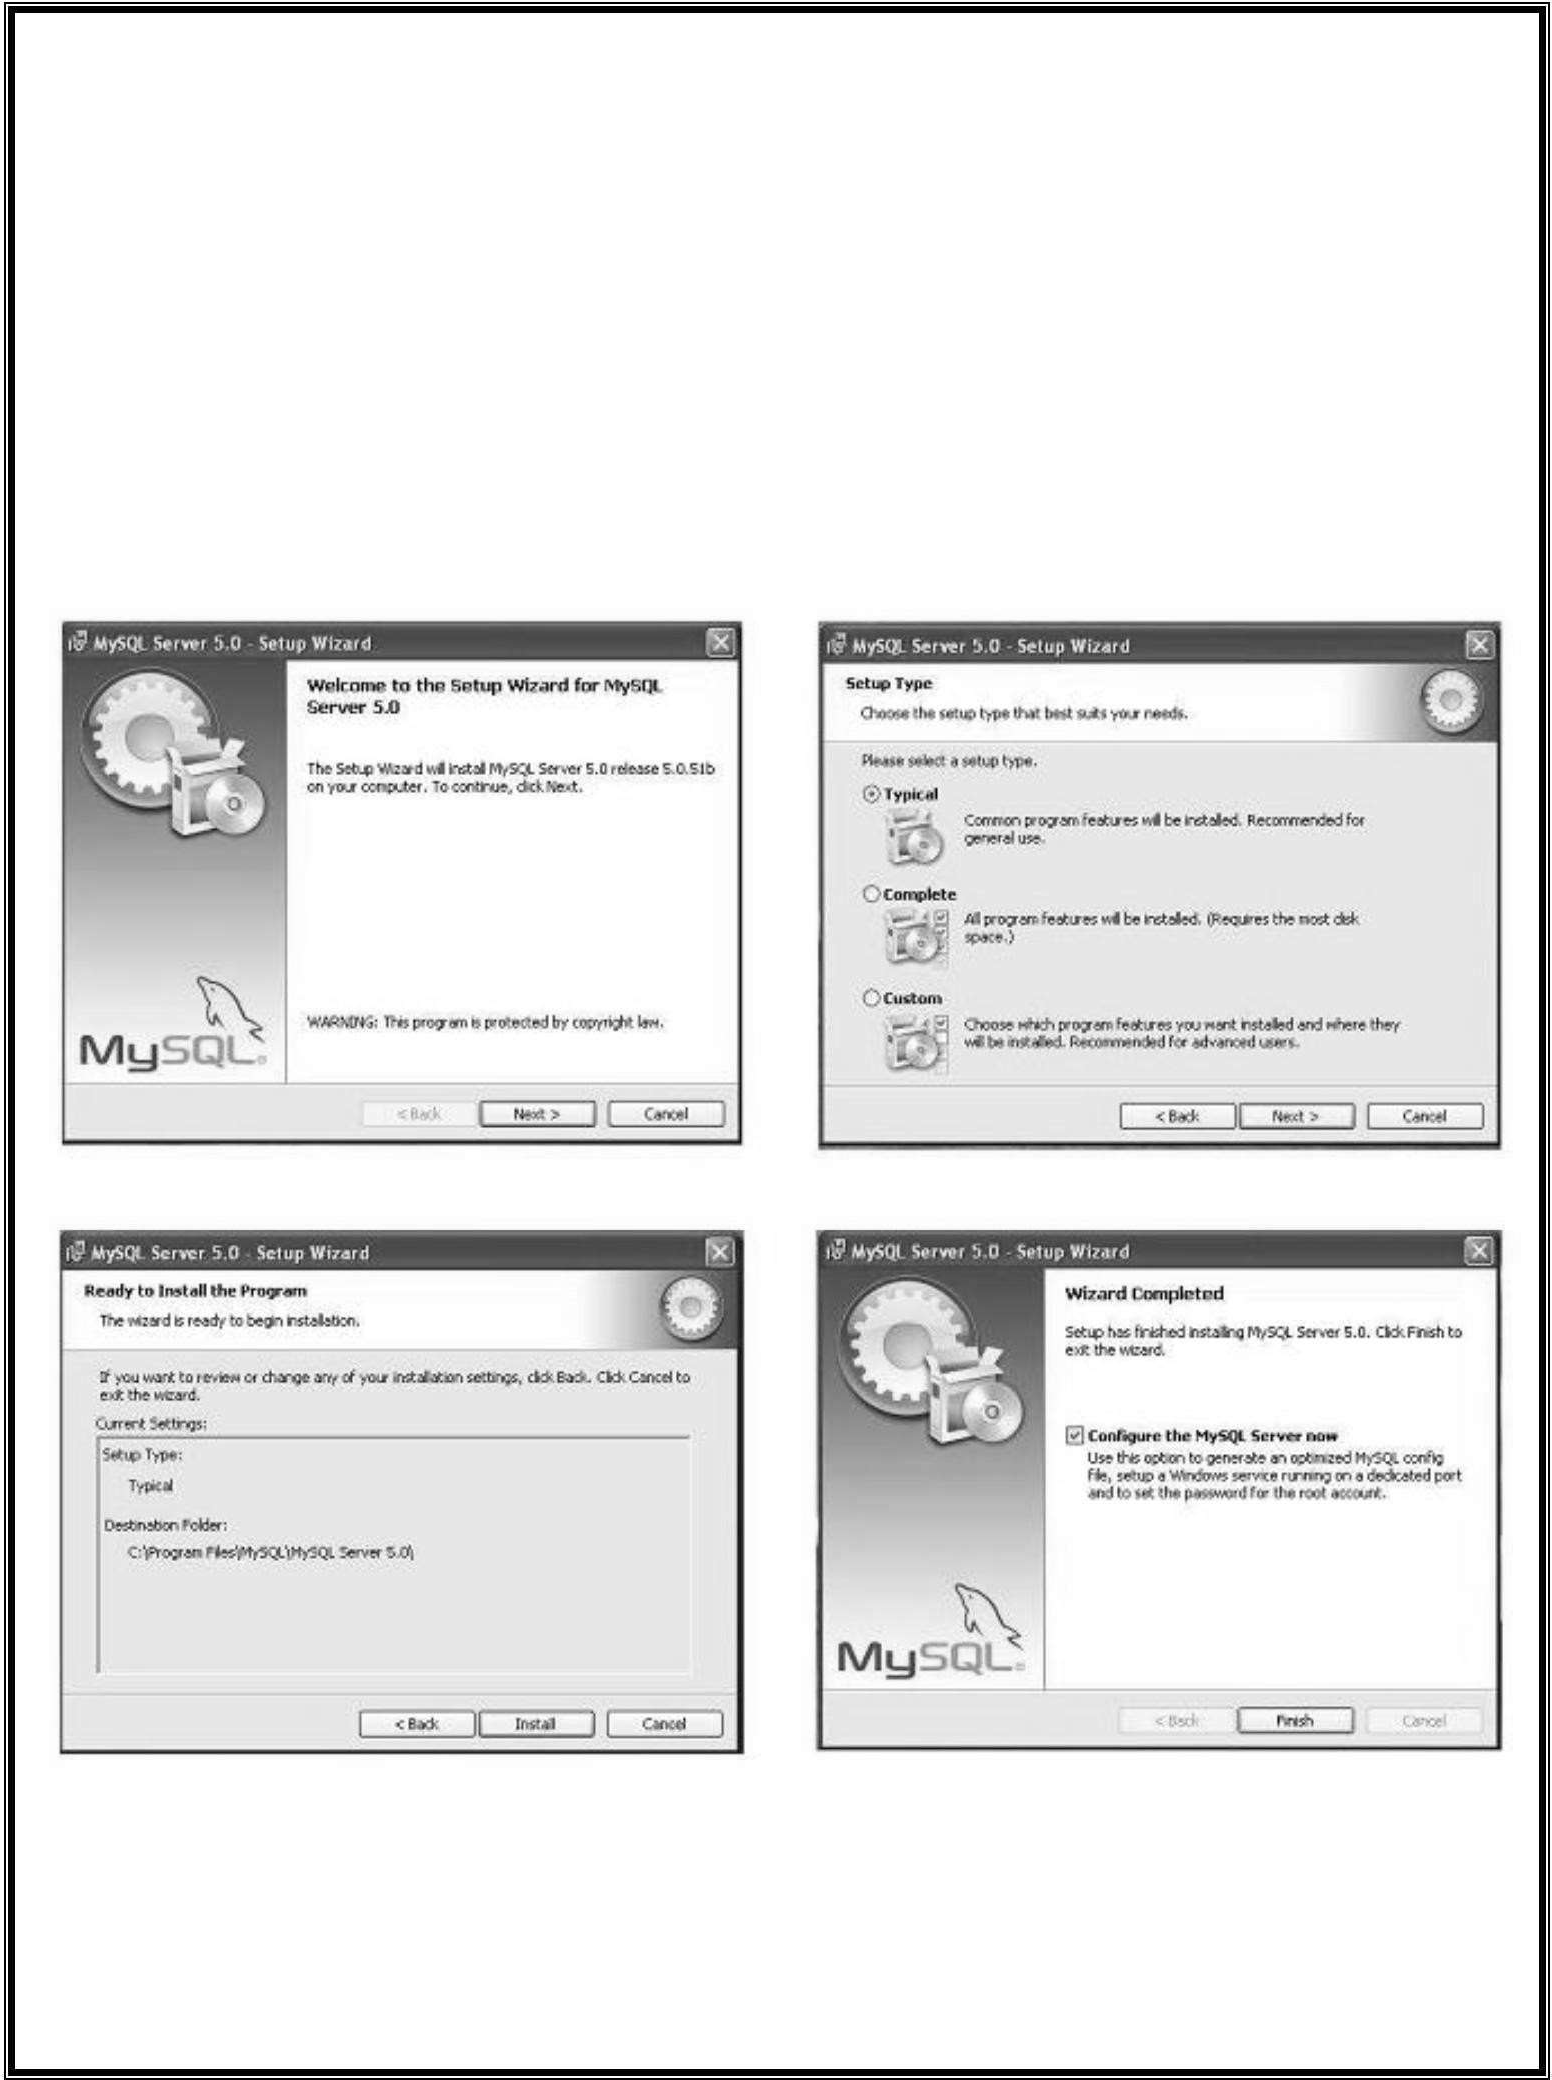 MySQL Server 5.0 - Setup Wizard
Welcome to the Setup Wizard for MySQL
Server 5.0
The Setup Wizard will install MySQL Server 5.0 release 5.0.51b
on your computer. To continue, click Next.
WARNING: This program is protected by copyright law.
MySQL®
< Back
Next >
Cancel
MySQL Server 5.0 - Setup Wizard
Setup Type
Choose the setup type that best suits your needs.
Please select a setup type.
Typical
Common program features will be installed. Recommended for
general use.
Complete
All program features will be installed. (Requires the most disk
space.)
Custom
Choose which program features you want installed and where they
will be installed. Recommended for advanced users.
< Back
Next >
Cancel
MySQL Server 5.0 - Setup Wizard
Ready to Install the Program
The wizard is ready to begin installation.
If you want to review or change any of your installation settings, click Back. Click Cancel to
exit the wizard.
Current Settings:
Setup Type:
Typical
Destination Folder:
C:\Program Files\MySQL\MySQL Server 5.0\
< Back
Install
Cancel
MySQL Server 5.0 - Setup Wizard
Wizard Completed
Setup has finished installing MySQL Server 5.0. Click Finish to
exit the wizard.
Configure the MySQL Server now
Use this option to generate an optimized MySQL config
file, setup a Windows service running on a dedicated port
and to set the password for the root account.
MySQL®
< Back
Finish
Cancel